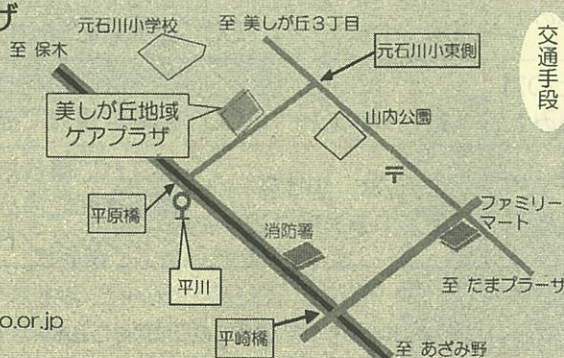 ザ
至 保木
元石川小学校
至 美しが丘3丁目
元石川小東側
交通手段
美しが丘地域
ケアプラザ
山内公園
〒
平原橋
ファミリー
マート
消防署
平川
至 たまプラーザ
o.or.jp
平崎橋
至 あざみ野